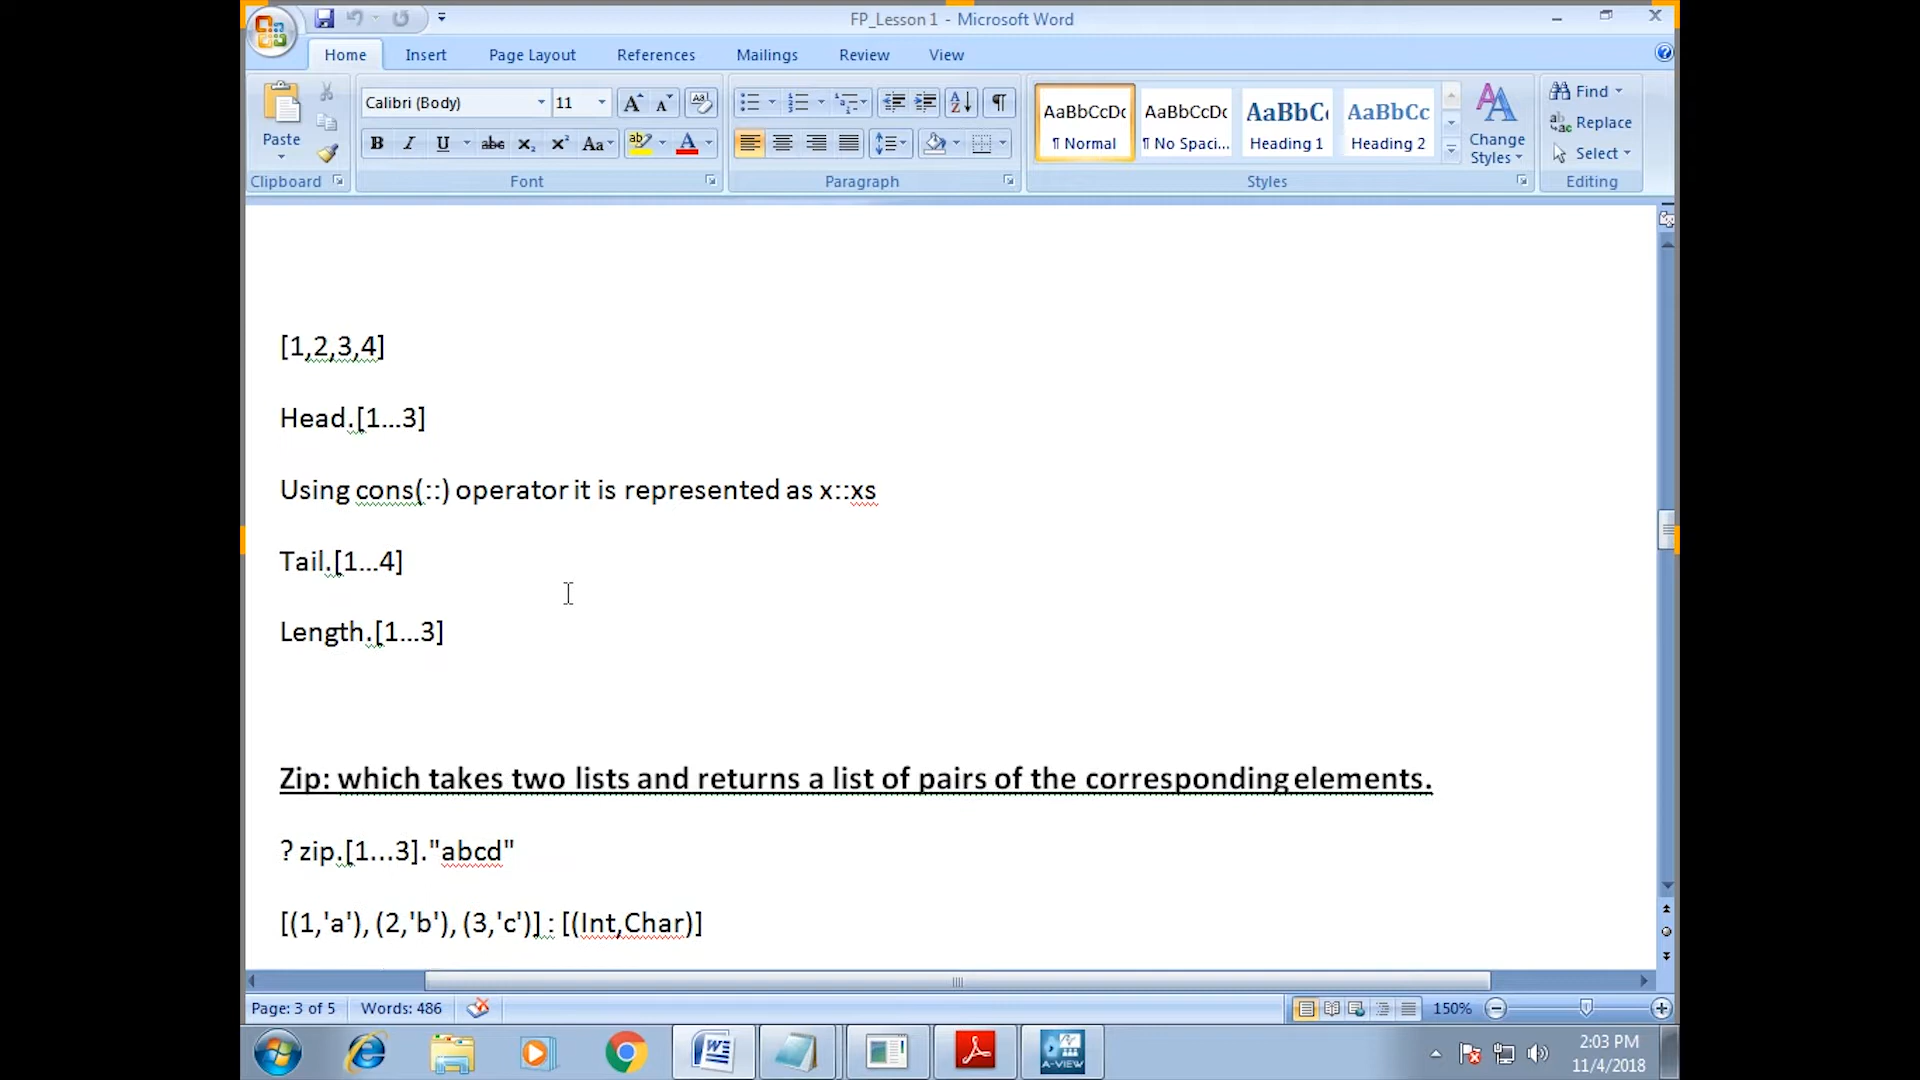 FP_Lesson 1 - Microsoft Word
Home Insert Page Layout References Mailings Review View
Paste
Calibri (Body) 11
AaBbCcDc AaBbCcDc AaBbC AaBbCc
¶ Normal ¶ No Spaci... Heading 1 Heading 2
Change Styles
Find
Replace
Select
Clipboard Font Paragraph Styles Editing
[1,2,3,4]
Head.[1...3]
Using cons(::) operator it is represented as x::xs
Tail.[1...4]
Length.[1...3]
Zip: which takes two lists and returns a list of pairs of the corresponding elements.
? zip.[1...3]."abcd"
[(1,'a'), (2,'b'), (3,'c')] : [(Int,Char)]
Page: 3 of 5 Words: 486 150%
A-VIEW
2:03 PM
11/4/2018